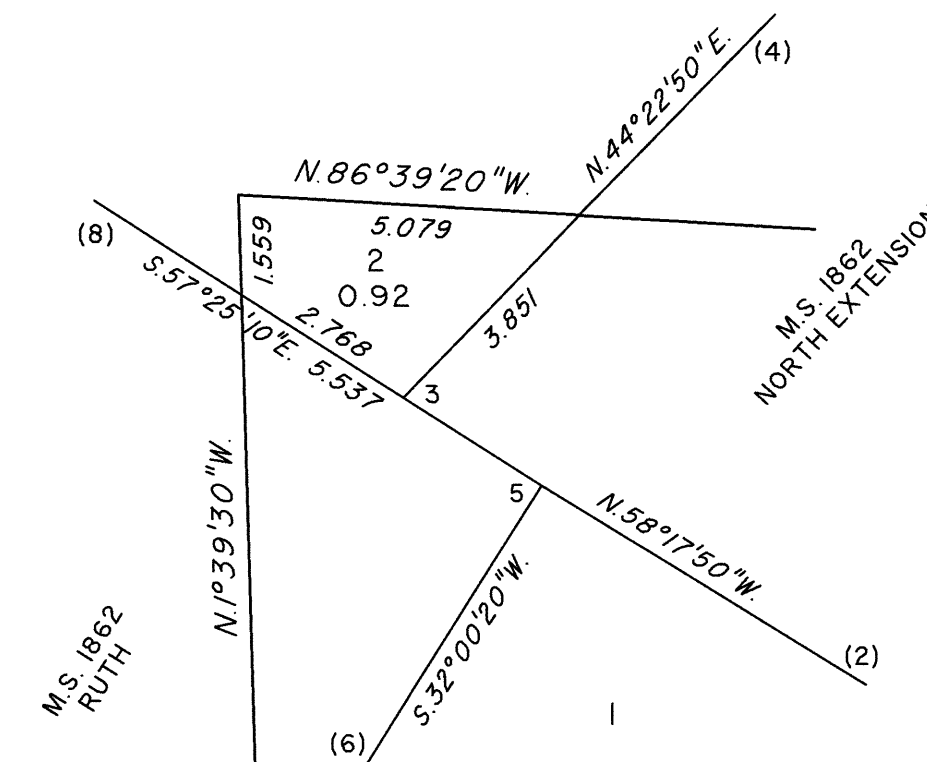 (4)
N.44°22'50"E.
N.86°39'20"W.
5.079
(8)
1.559
2
0.92
M.S. 1862
NORTH EXTENSION
S.57°25'10"E. 5.537
2.768
3.851
3
5
N.58°17'50"W.
N.1°39'30"W.
S.32°00'20"W.
M.S. 1862
RUTH
(2)
1
(6)